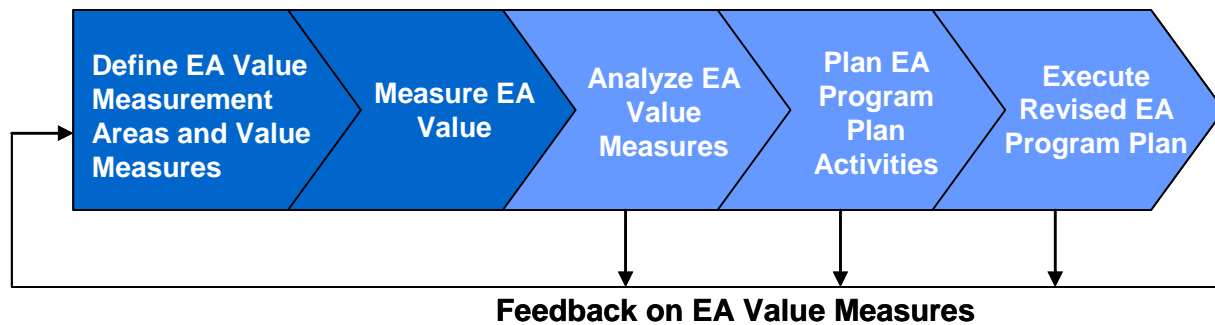 Define EA Value
Measurement
Areas and Value
Measures
Measure EA
Value
Analyze EA
Value
Measures
Plan EA
Program
Plan
Activities
Execute
Revised EA
Program Plan
Feedback on EA Value Measures